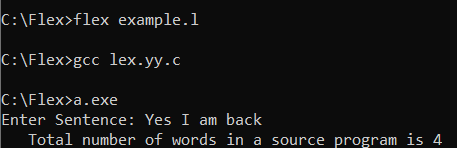 C:\Flex>flex example.l
C:\Flex>gcc lex.yy.c
C:\Flex>a.exe
Enter Sentence: Yes I am back
Total number of words in a source program is 4